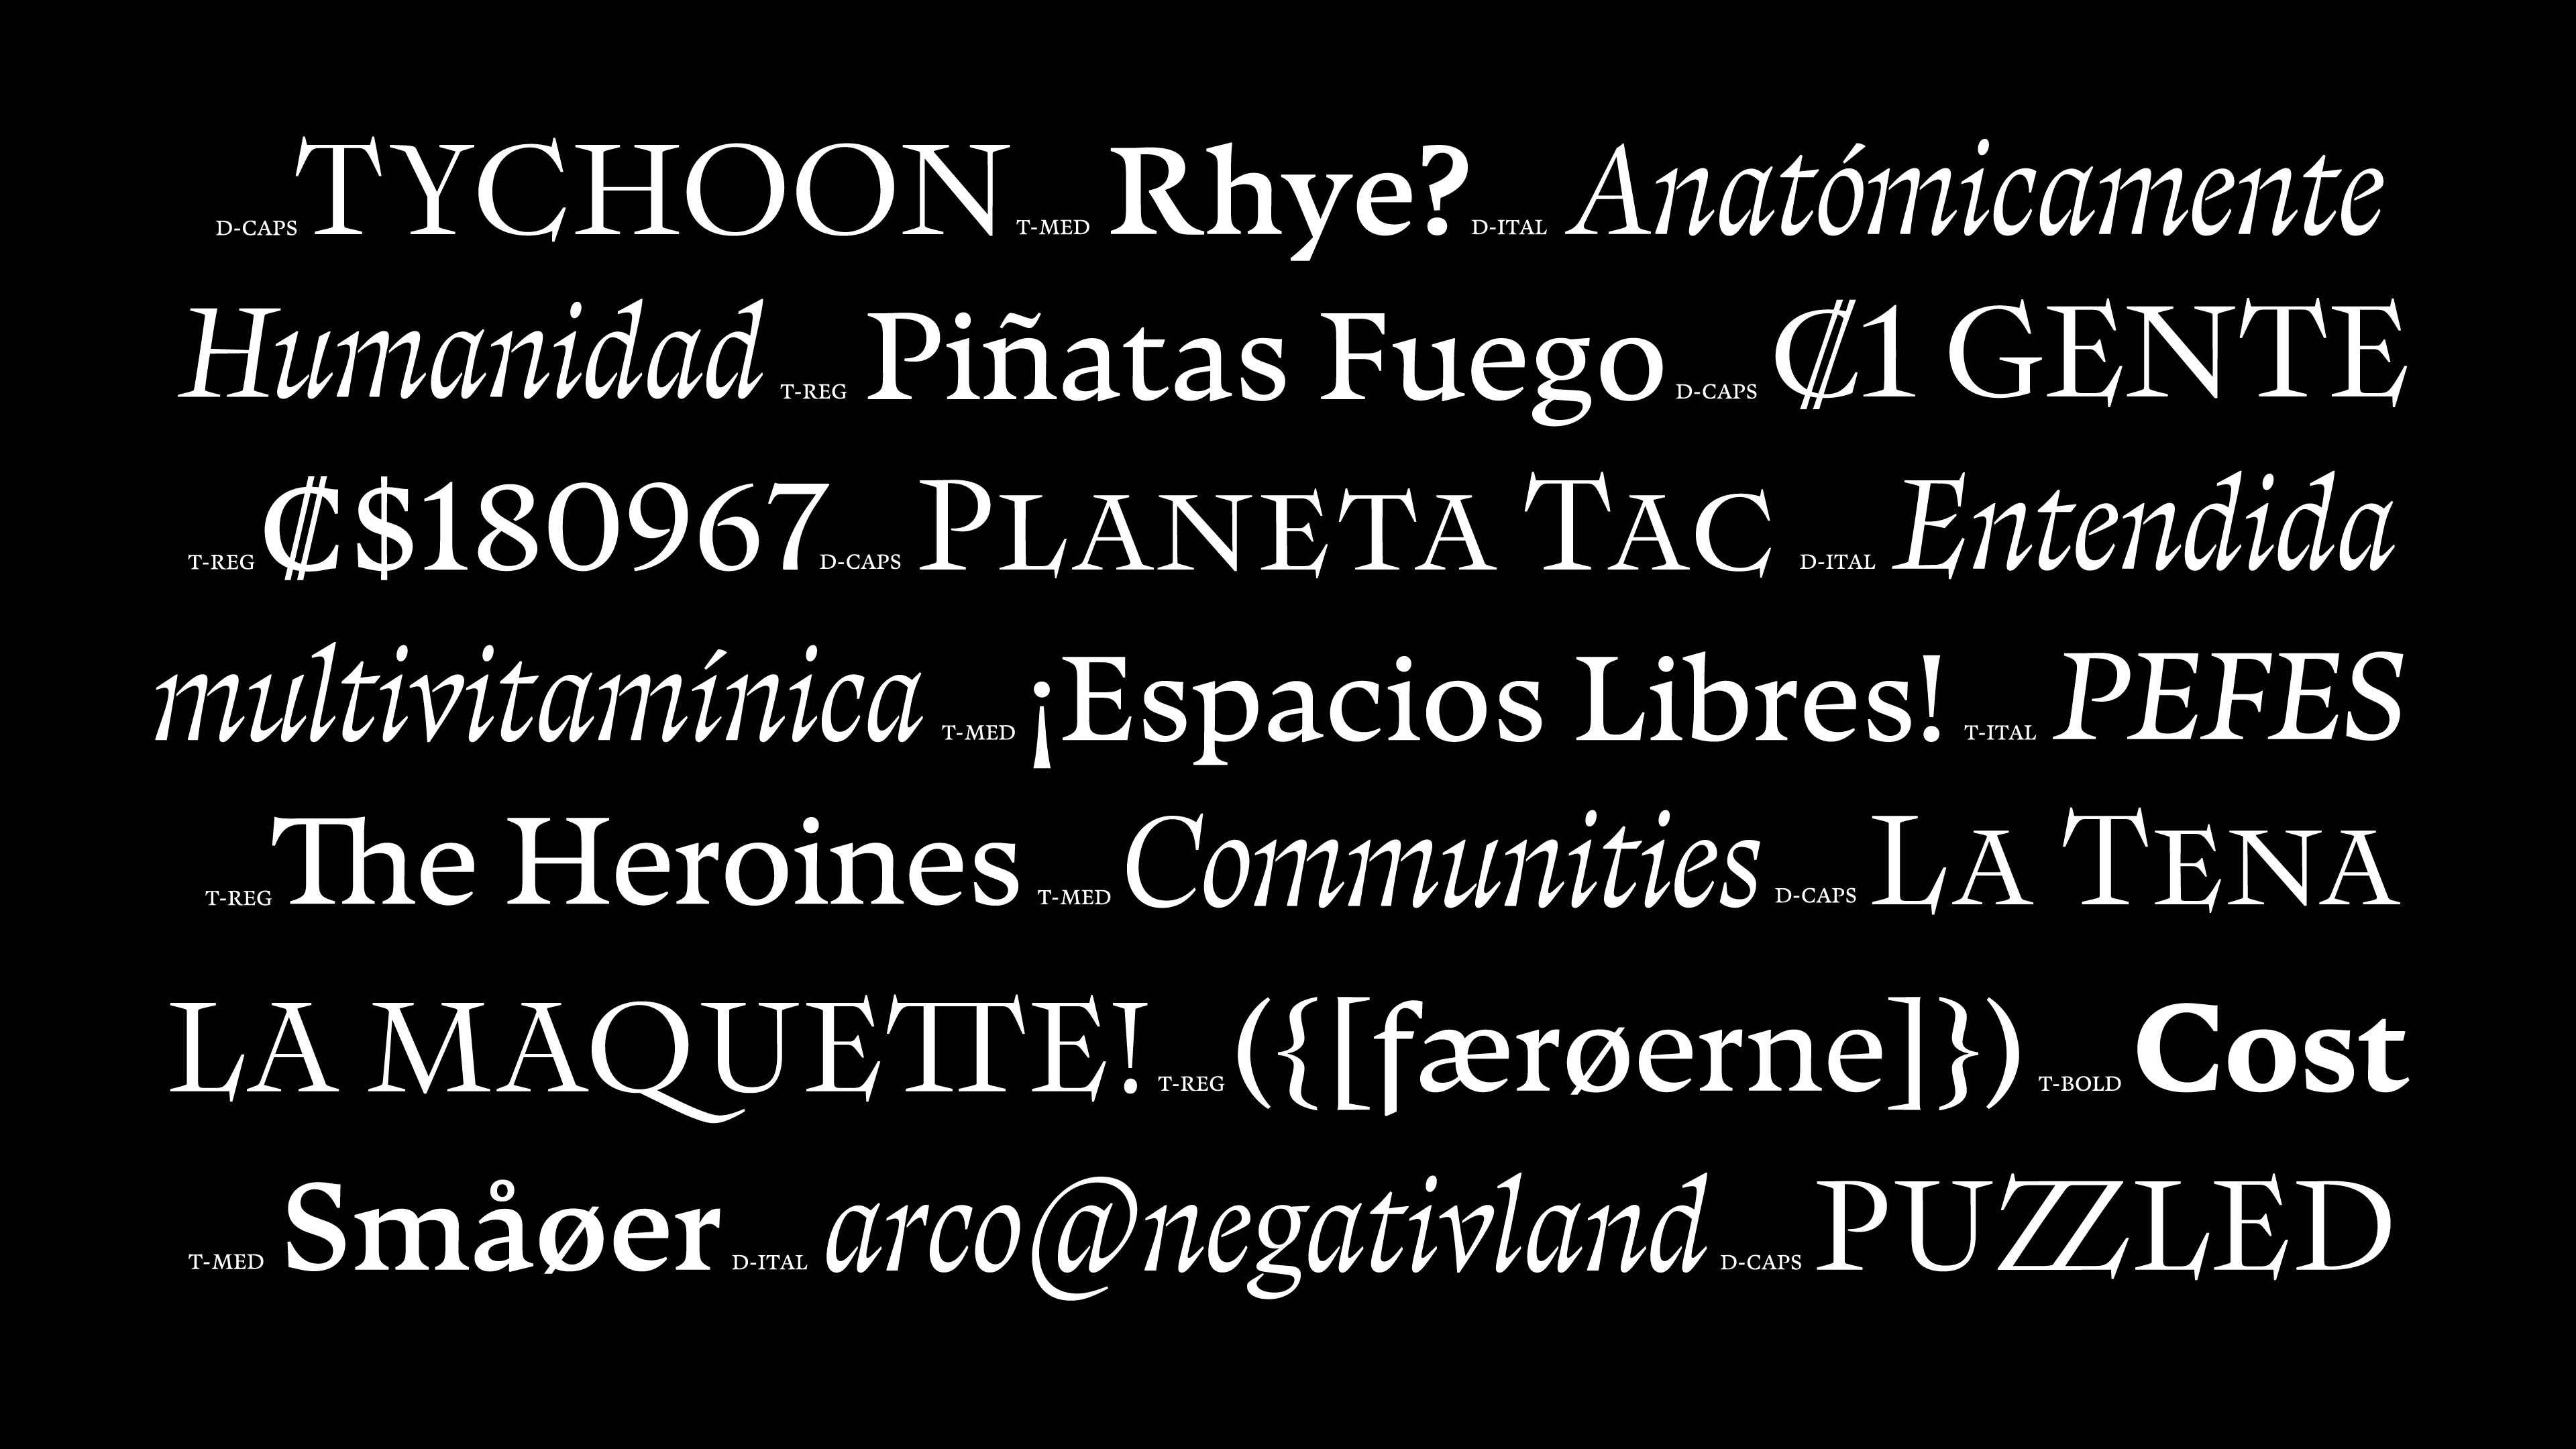 D-CAPS TYCHOON T-MED Rhye? D-ITAL Anatómicamente
Humanidad T-REG Piñatas Fuego D-CAPS ₡1 GENTE
T-REG ₡$180967 D-CAPS PLANETA TAC D-ITAL Entendida
multivitamínica T-MED ¡Espacios Libres! T-ITAL PEFES
T-REG The Heroines T-MED Communities D-CAPS LA TENA
LA MAQUETTE! T-REG ({[færøerne]}) T-BOLD Cost
T-MED Småøer D-ITAL arco@negativland D-CAPS PUZZLED